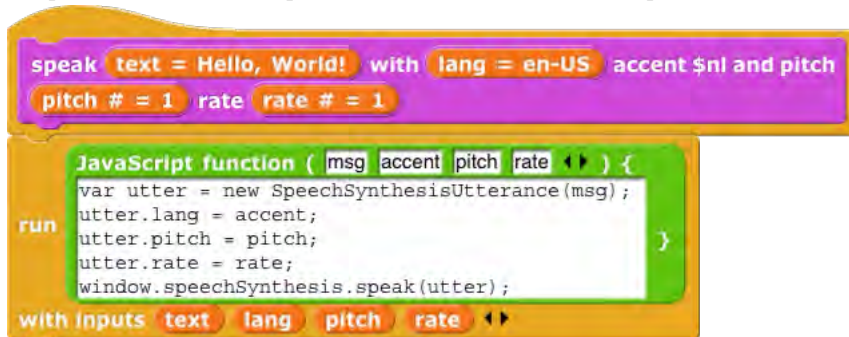 speak text = Hello, World! with lang = en-US accent $nl and pitch
pitch # = 1 rate rate # = 1
JavaScript function ( msg accent pitch rate ) {
var utter = new SpeechSynthesisUtterance(msg);
utter.lang = accent;
run
utter.pitch = pitch;
utter.rate = rate;
}
window.speechSynthesis.speak(utter);
with inputs text lang pitch rate